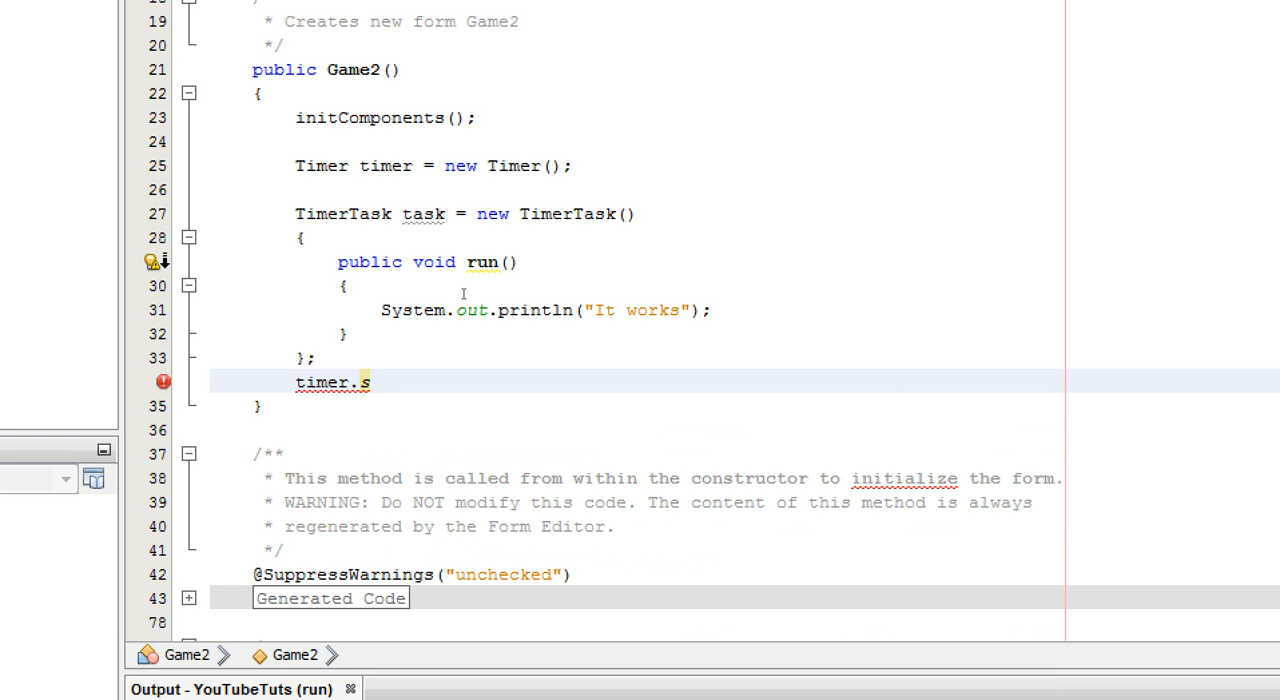 19 * Creates new form Game2
20 */
21 public Game2()
22 {
23 initComponents();
24
25 Timer timer = new Timer();
26
27 TimerTask task = new TimerTask()
28 {
public void run()
30 {
31 System.out.println("It works");
32 }
33 };
timer.s
35 }
36
37 /**
38 * This method is called from within the constructor to initialize the form.
39 * WARNING: Do NOT modify this code. The content of this method is always
40 * regenerated by the Form Editor.
41 */
42 @SuppressWarnings("unchecked")
43 Generated Code
78
Game2 Game2
Output - YouTubeTuts (run)